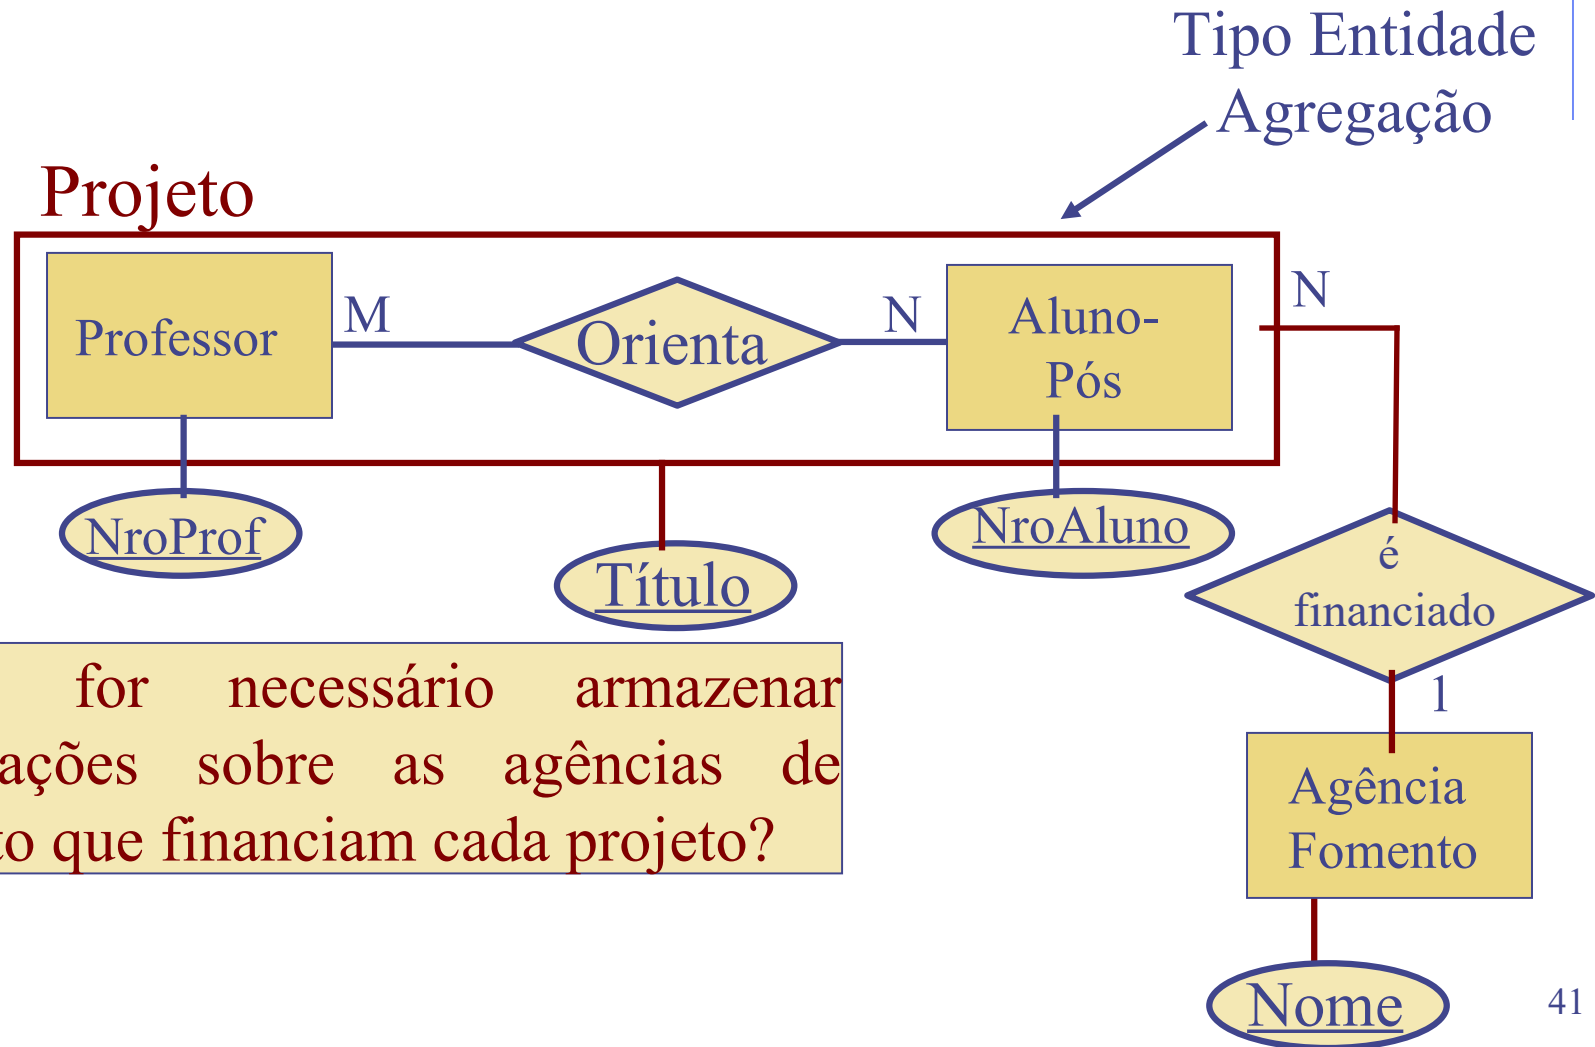 Tipo Entidade
Agregação
Projeto
Professor
M
Orienta
N
Aluno-
Pós
N
NroProf
Título
NroAluno
é
financiado
1
for necessário armazenar
ações sobre as agências de
to que financiam cada projeto?
Agência
Fomento
Nome
41